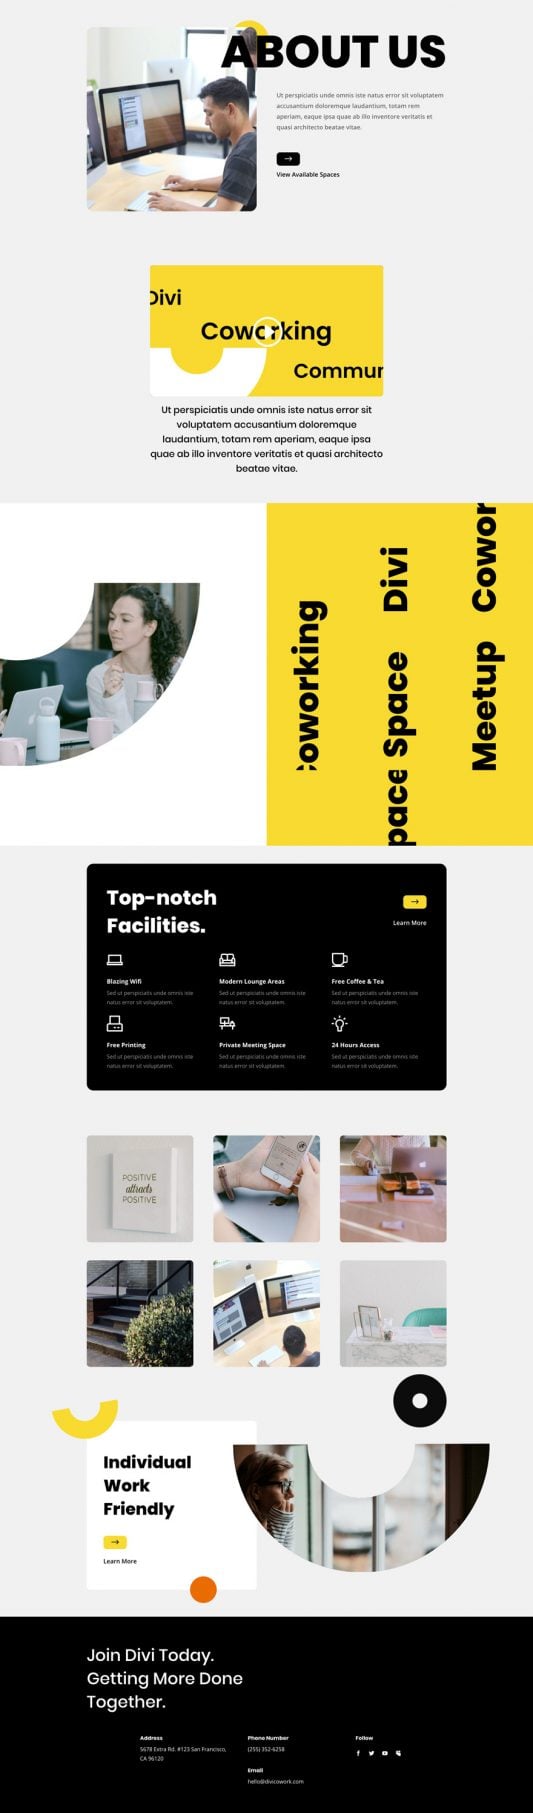 ABOUT US
Ut perspiciatis unde omnis iste natus error sit voluptatem
accusantium doloremque laudantium, totam rem
aperiam, eaque ipsa quae ab illo inventore veritatis et
quasi architecto beatae vitae.
View Available Spaces
Divi
Coworking
Commun
Ut perspiciatis unde omnis iste natus error sit
voluptatem accusantium doloremque
laudantium, totam rem aperiam, eaque ipsa
quae ab illo inventore veritatis et quasi architecto
beatae vitae.
Coworking
pace Space Divi
Meetup Cowor
Top-notch
Facilities.
Learn More
Blazing Wifi
Sed ut perspiciatis unde omnis iste
natus error sit voluptatem.
Modern Lounge Areas
Sed ut perspiciatis unde omnis iste
natus error sit voluptatem.
Free Coffee & Tea
Sed ut perspiciatis unde omnis iste
natus error sit voluptatem.
Free Printing
Sed ut perspiciatis unde omnis iste
natus error sit voluptatem.
Private Meeting Space
Sed ut perspiciatis unde omnis iste
natus error sit voluptatem.
24 Hours Access
Sed ut perspiciatis unde omnis iste
natus error sit voluptatem.
POSITIVE
attracts
POSITIVE
Individual
Work
Friendly
Learn More
Join Divi Today.
Getting More Done
Together.
Address
5678 Extra Rd. #123 San Francisco,
CA 96120
Phone Number
(255) 352-6258
Email
hello@divicowork.com
Follow